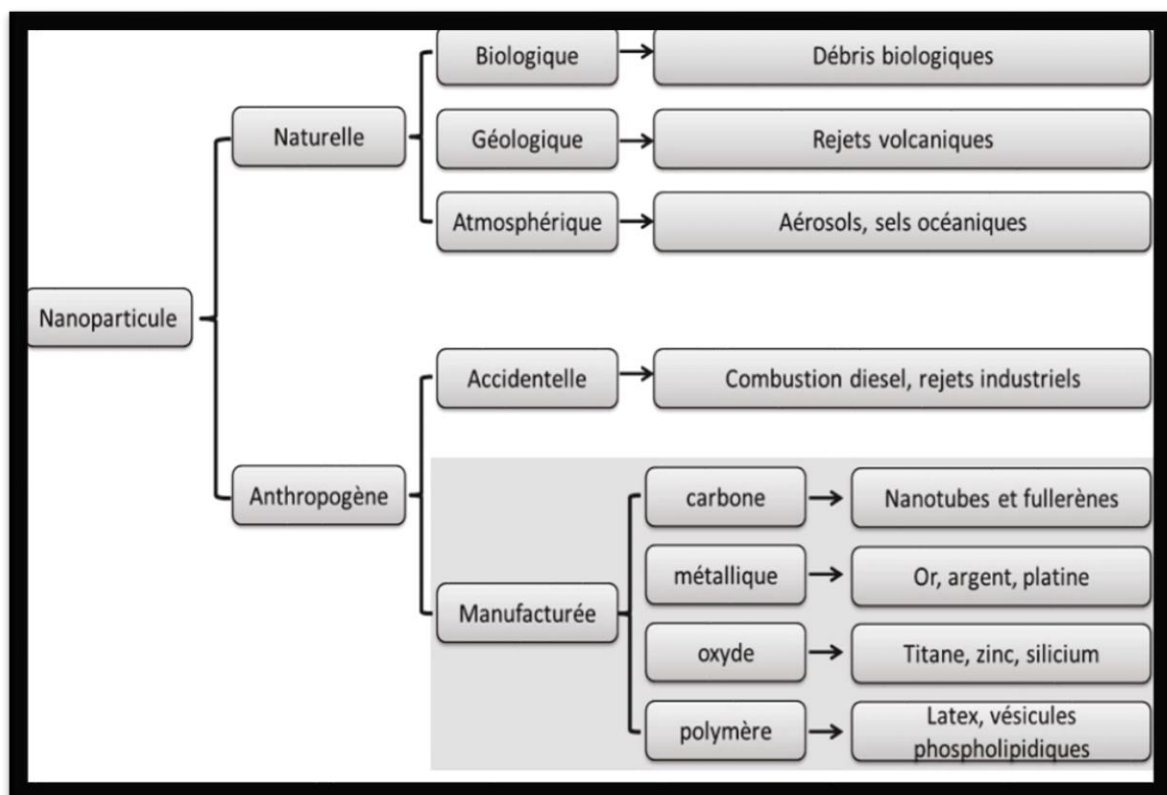 Nanoparticule
Naturelle
Biologique
Débris biologiques
Géologique
Rejets volcaniques
Atmosphérique
Aérosols, sels océaniques
Anthropogène
Accidentelle
Combustion diesel, rejets industriels
Manufacturée
carbone
Nanotubes et fullerènes
métallique
Or, argent, platine
oxyde
Titane, zinc, silicium
polymère
Latex, vésicules
phospholipidiques